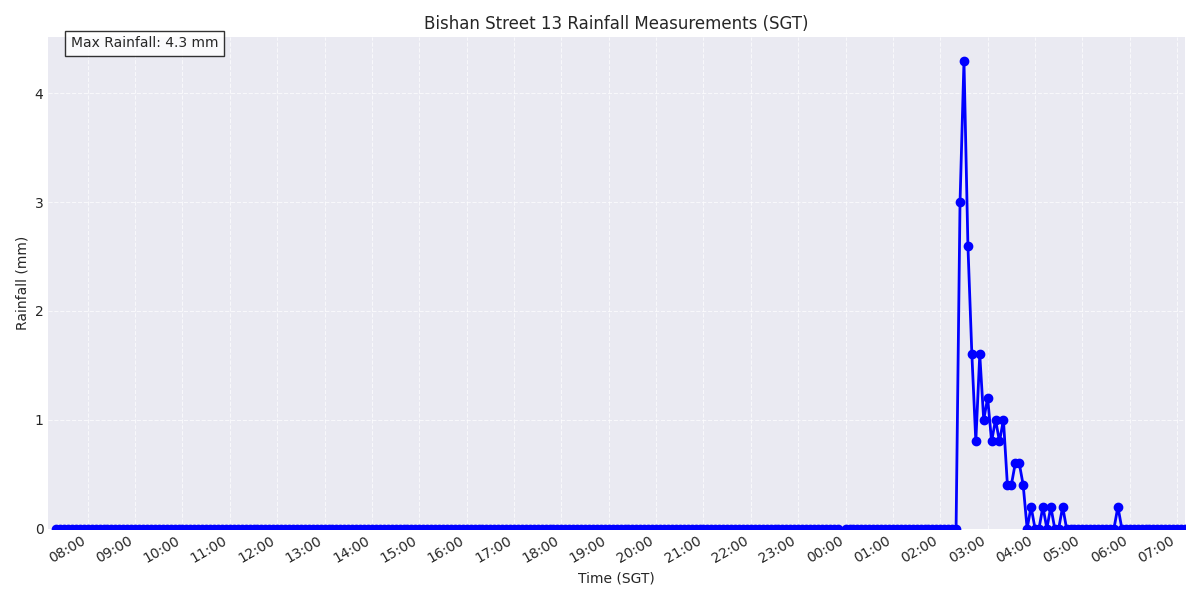 Bishan Street 13 Rainfall Measurements (SGT)
Max Rainfall: 4.3 mm
Rainfall (mm)
4
3
2
1
0
08:00 09:00 10:00 11:00 12:00 13:00 14:00 15:00 16:00 17:00 18:00 19:00 20:00 21:00 22:00 23:00 00:00 01:00 02:00 03:00 04:00 05:00 06:00 07:00
Time (SGT)